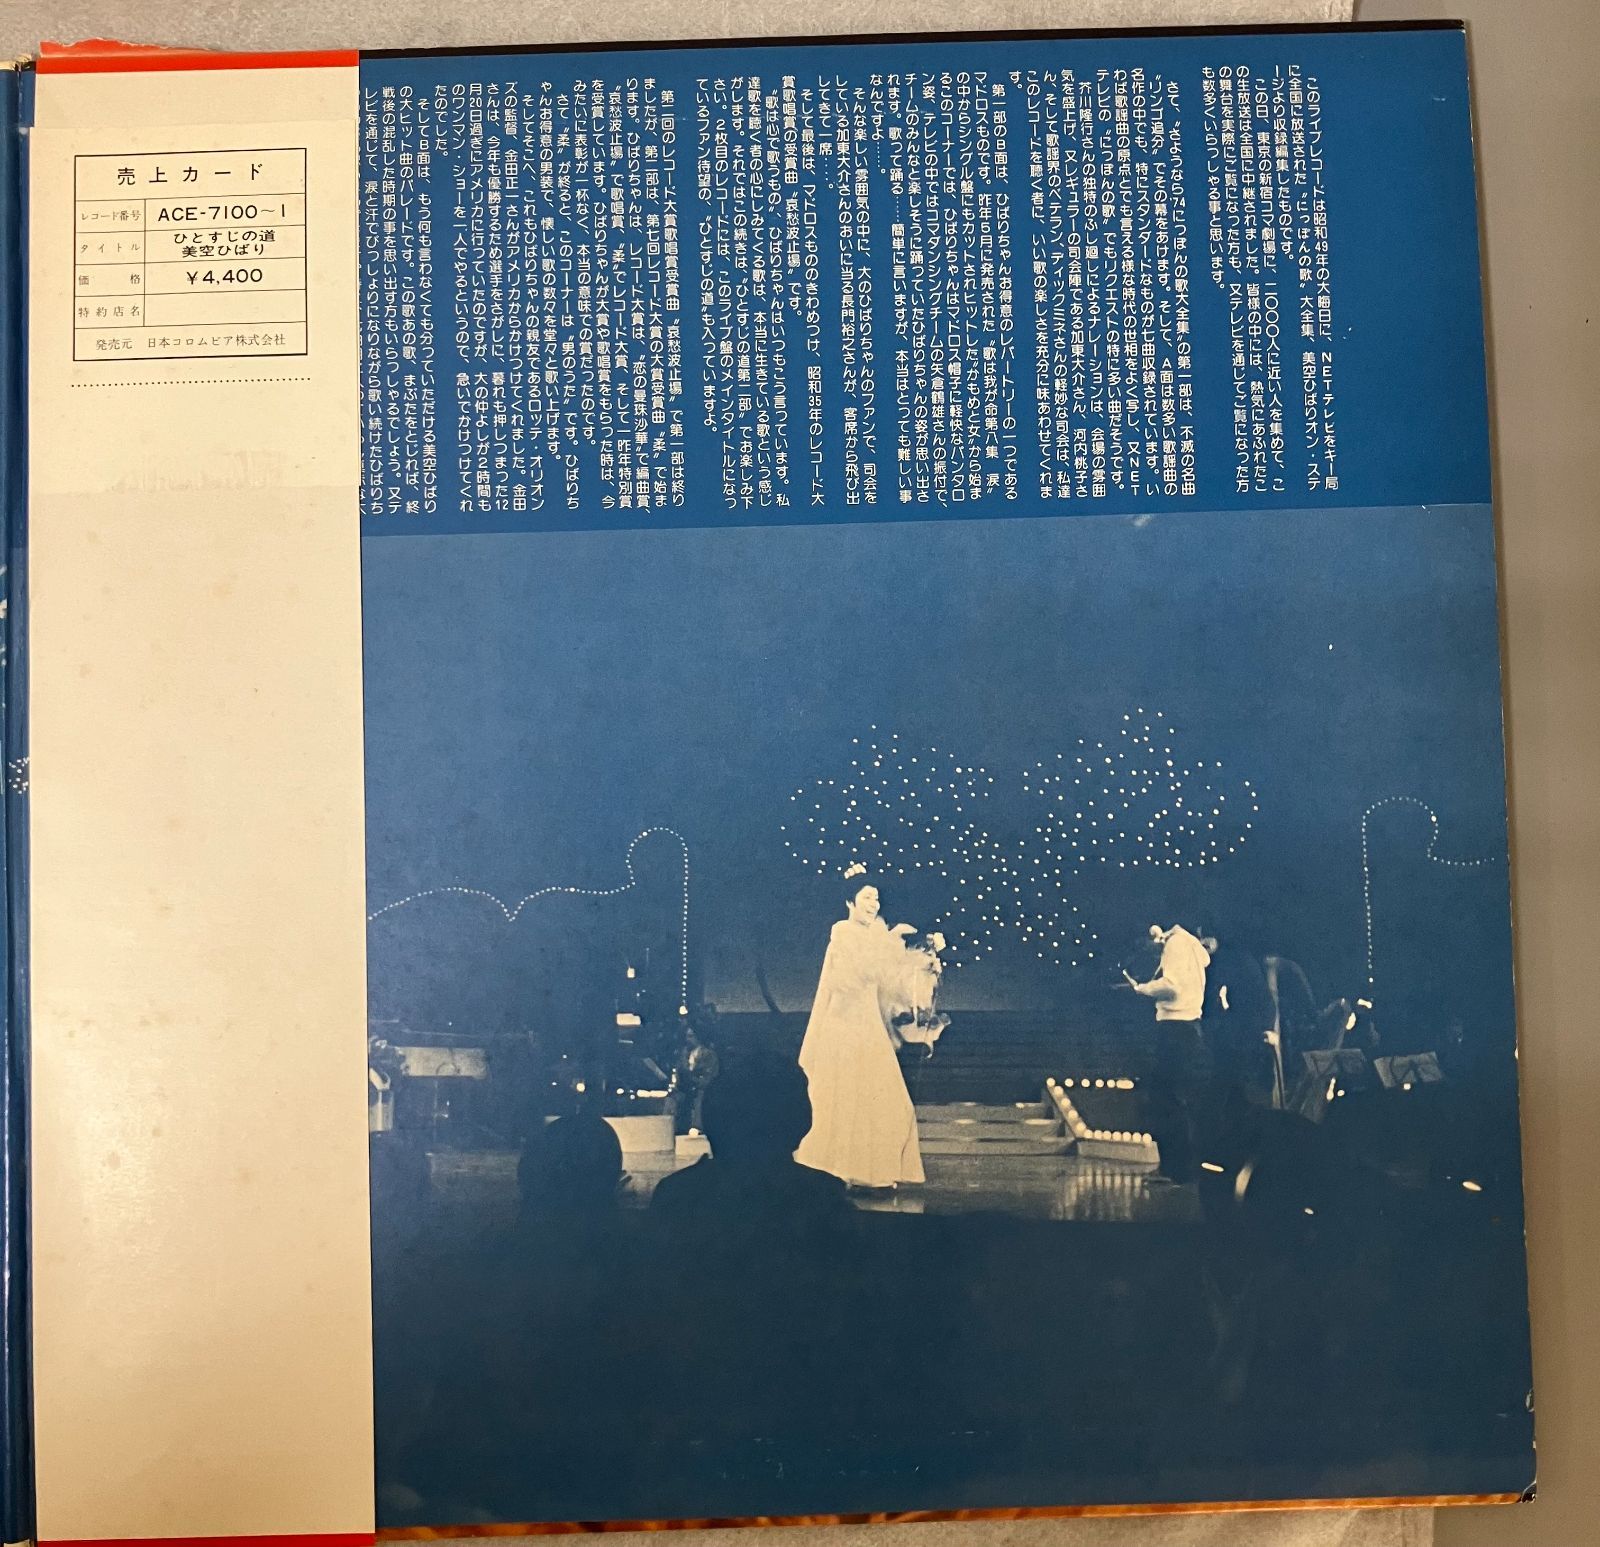 売上カード
レコード番号 ACE-7100〜1
タイトル ひとすじの道
美空ひばり
価格 ¥4,400
特約店名
発売元 日本コロムビア株式会社
このライブレコードは昭和49年の大晦日に、NETテレビをキー局
に全国に放送された〝にっぽんの歌〟大全集、美空ひばりオン・ステ
ージより収録編集したものです。
この日、東京の新宿コマ劇場に、二〇〇〇人に近い人を集めて、こ
の生放送は全国に中継されました。皆様の中には、熱気にあふれたこ
の舞台を実際にご覧になった方も、又テレビを通じてご覧になった方
も数多くいらっしゃる事と思います。
さて、〝さようなら'74にっぽんの歌大全集〟の第一部は、不滅の名曲
〝リンゴ追分〟でその幕をあけます。そして、A面は数多い歌謡曲の
名作の中でも、特にスタンダードなものが七曲収録されています。い
わば歌謡曲の原点とでも言える様な時代の世相をよく写し、又NET
テレビの〝にっぽんの歌〟でもリクエストの特に多い曲だそうです。
芥川隆行さんの独特のふし廻しによるナレーションは、会場の雰囲
気を盛上げ、又レギュラーの司会陣である加東大介さん、河内桃子さ
ん、そして歌謡界のベテラン、ディックミネさんの軽妙な司会は、私達
このレコードを聴く者に、いい歌の楽しさを充分に味あわせてくれま
す。
第一部のB面は、ひばりちゃんお得意のレパートリーの一つである
マドロスものです。昨年5月に発売された〝歌は我が命第八集 涙〟
の中からシングル盤にもカットされヒットした〝かもめと女〟から始ま
るこのコーナーでは、ひばりちゃんはマドロス帽子に軽快なパンタロ
ン姿、テレビの中ではコマダンシングチームの矢倉鶴雄さんの振付で、
チームのみんなと楽しそうに踊っていたひばりちゃんの姿が思い出さ
れます。歌って踊る……簡単に言いますが、本当はとっても難しい事
なんですよ……。
そんな楽しい雰囲気の中に、大のひばりちゃんのファンで、司会を
している加東大介さんのおいに当る長門裕之さんが、客席から飛び出
してきて一席……。
そして最後は、マドロスもののきわめつけ、昭和35年のレコード大
賞歌唱賞の受賞曲〝哀愁波止場〟です。
〝歌は心で歌うもの〟、ひばりちゃんはいつもこう言っています。私
達歌を聴く者の心にしみてくる歌は、本当に生きている歌という感じ
がします。それではこの続きは、〝ひとすじの道第二部〟でお楽しみ下
さい。2枚目のレコードには、このライブ盤のメインタイトルになっ
ているファン待望の、〝ひとすじの道〟も入っていますよ。
第二回のレコード大賞歌唱賞受賞曲〝哀愁波止場〟で第一部は終り
ましたが、第二部は、第七回レコード大賞の大賞受賞曲〝柔〟で始ま
ります。ひばりちゃんは、レコード大賞は、〝恋の曼珠沙華〟で編曲賞、
〝哀愁波止場〟で歌唱賞、〝柔〟でレコード大賞、そして一昨年特別賞
を受賞しています。ひばりちゃんが大賞や歌唱賞をもらった時は、今
みたいに表彰が一杯なく、本当の意味での賞だったのです。
さて〝柔〟が終ると、このコーナーは〝男のうた〟です。ひばりち
ゃんお得意の男装で、懐しい歌の数々を堂々と歌い上げます。
そしてそこへ、これもひばりちゃんの親友であるロッテ・オリオン
ズの監督、金田正一さんがアメリカからかけつけてくれました。金田
さんは、今年も優勝するため選手をさがしに、暮れも押しつまった12
月20日過ぎにアメリカに行っていたのですが、大の仲よしが2時間も
のワンマン・ショーを一人でやるというので、急いでかけつけてくれ
たのでした。
そしてB面は、もう何も言わなくても分っていただける美空ひばり
の大ヒット曲のパレードです。この歌あの歌、まぶたをとじれば、終
戦後の混乱した時期の事を思い出す方もいらっしゃるでしょう。又テ
レビを通じて、涙と汗でびっしょりになりながら歌い続けたひばりち